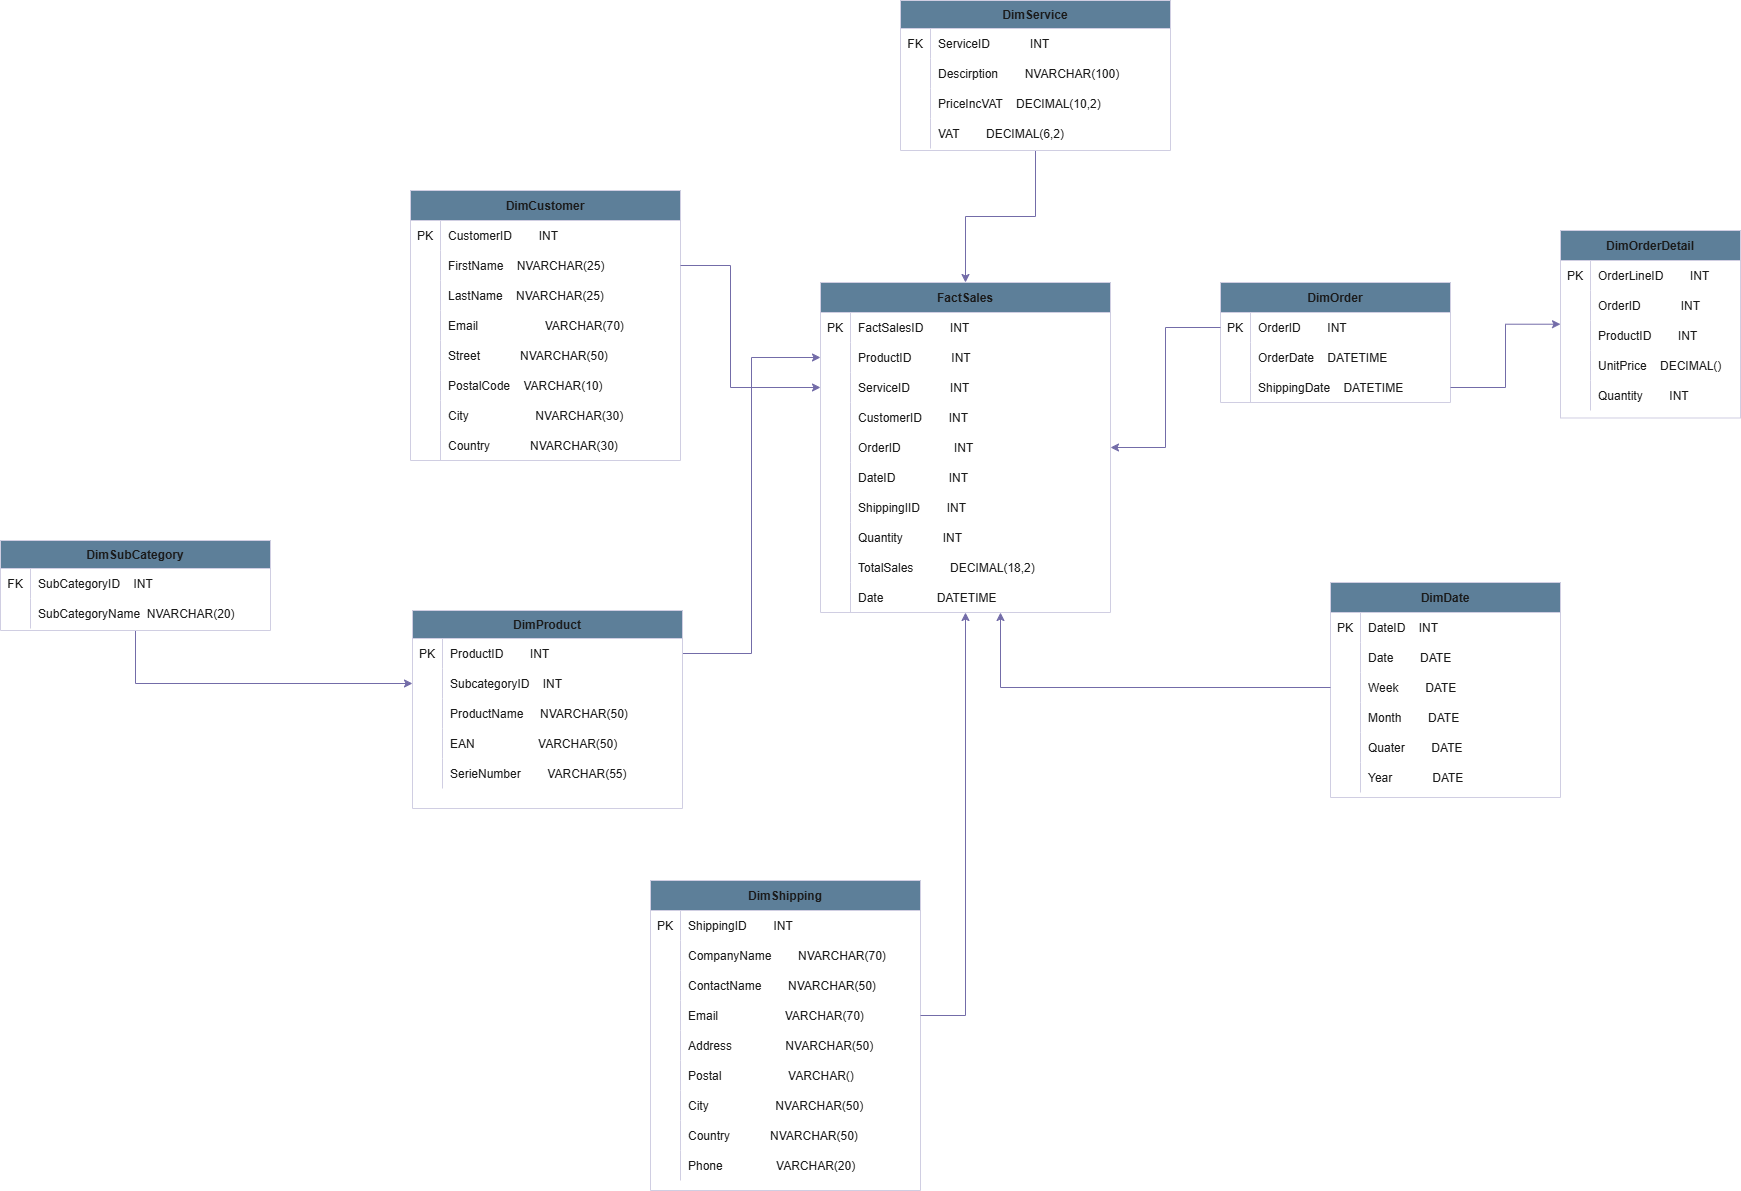 DimService
FK ServiceID INT
Descirption NVARCHAR(100)
PriceIncVAT DECIMAL(10,2)
VAT DECIMAL(6,2)
DimCustomer
PK CustomerID INT
FirstName NVARCHAR(25)
LastName NVARCHAR(25)
Email VARCHAR(70)
Street NVARCHAR(50)
PostalCode VARCHAR(10)
City NVARCHAR(30)
Country NVARCHAR(30)
FactSales
PK FactSalesID INT
ProductID INT
ServiceID INT
CustomerID INT
OrderID INT
DateID INT
ShippingIID INT
Quantity INT
TotalSales DECIMAL(18,2)
Date DATETIME
DimOrder
PK OrderID INT
OrderDate DATETIME
ShippingDate DATETIME
DimOrderDetail
PK OrderLineID INT
OrderID INT
ProductID INT
UnitPrice DECIMAL()
Quantity INT
DimSubCategory
FK SubCategoryID INT
SubCategoryName NVARCHAR(20)
DimProduct
PK ProductID INT
SubcategoryID INT
ProductName NVARCHAR(50)
EAN VARCHAR(50)
SerieNumber VARCHAR(55)
DimDate
PK DateID INT
Date DATE
Week DATE
Month DATE
Quater DATE
Year DATE
DimShipping
PK ShippingID INT
CompanyName NVARCHAR(70)
ContactName NVARCHAR(50)
Email VARCHAR(70)
Address NVARCHAR(50)
Postal VARCHAR()
City NVARCHAR(50)
Country NVARCHAR(50)
Phone VARCHAR(20)